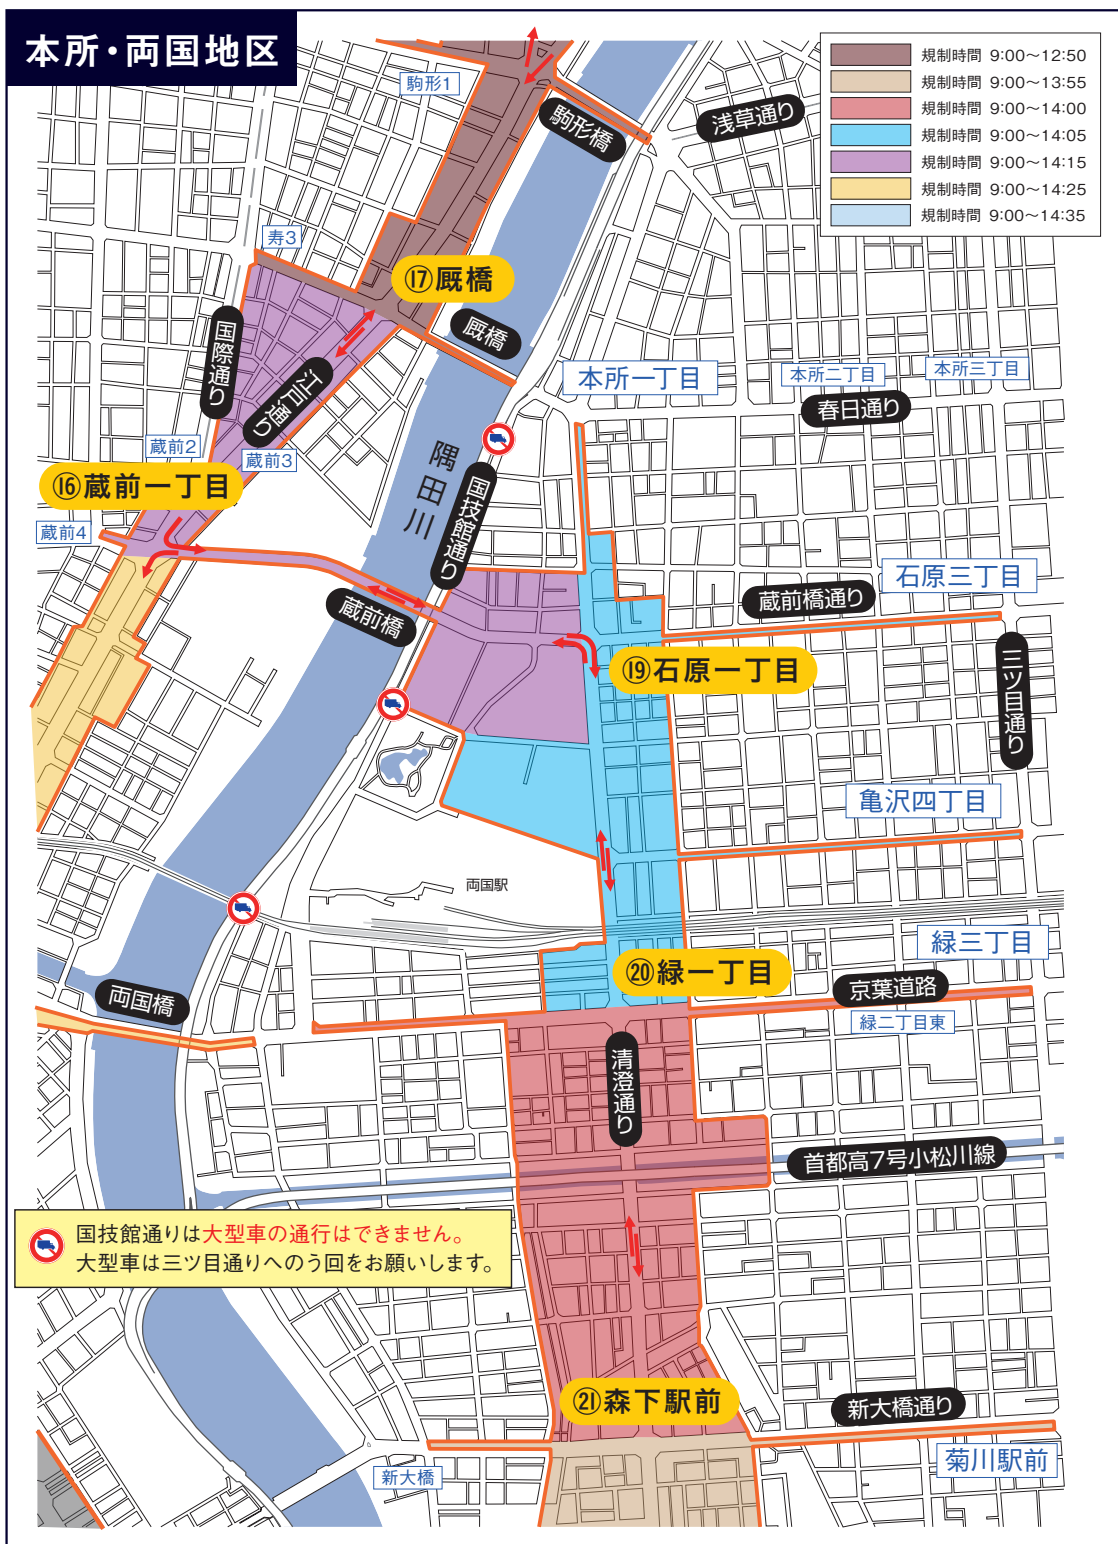 本所・両国地区
規制時間 9:00〜12:50
規制時間 9:00〜13:55
規制時間 9:00〜14:00
規制時間 9:00〜14:05
規制時間 9:00〜14:15
規制時間 9:00〜14:25
規制時間 9:00〜14:35
駒形1
駒形橋
浅草通り
寿3
⑰厩橋
厩橋
国際通り
江戸通り
本所一丁目
本所二丁目
本所三丁目
春日通り
蔵前2
蔵前3
⑯蔵前一丁目
隅田川
国技館通り
蔵前4
石原三丁目
蔵前橋通り
蔵前橋
⑲石原一丁目
三ツ目通り
亀沢四丁目
両国駅
緑三丁目
⑳緑一丁目
京葉道路
両国橋
緑二丁目東
清澄通り
首都高7号小松川線
国技館通りは大型車の通行はできません。
大型車は三ツ目通りへのう回をお願いします。
㉑森下駅前
新大橋通り
菊川駅前
新大橋